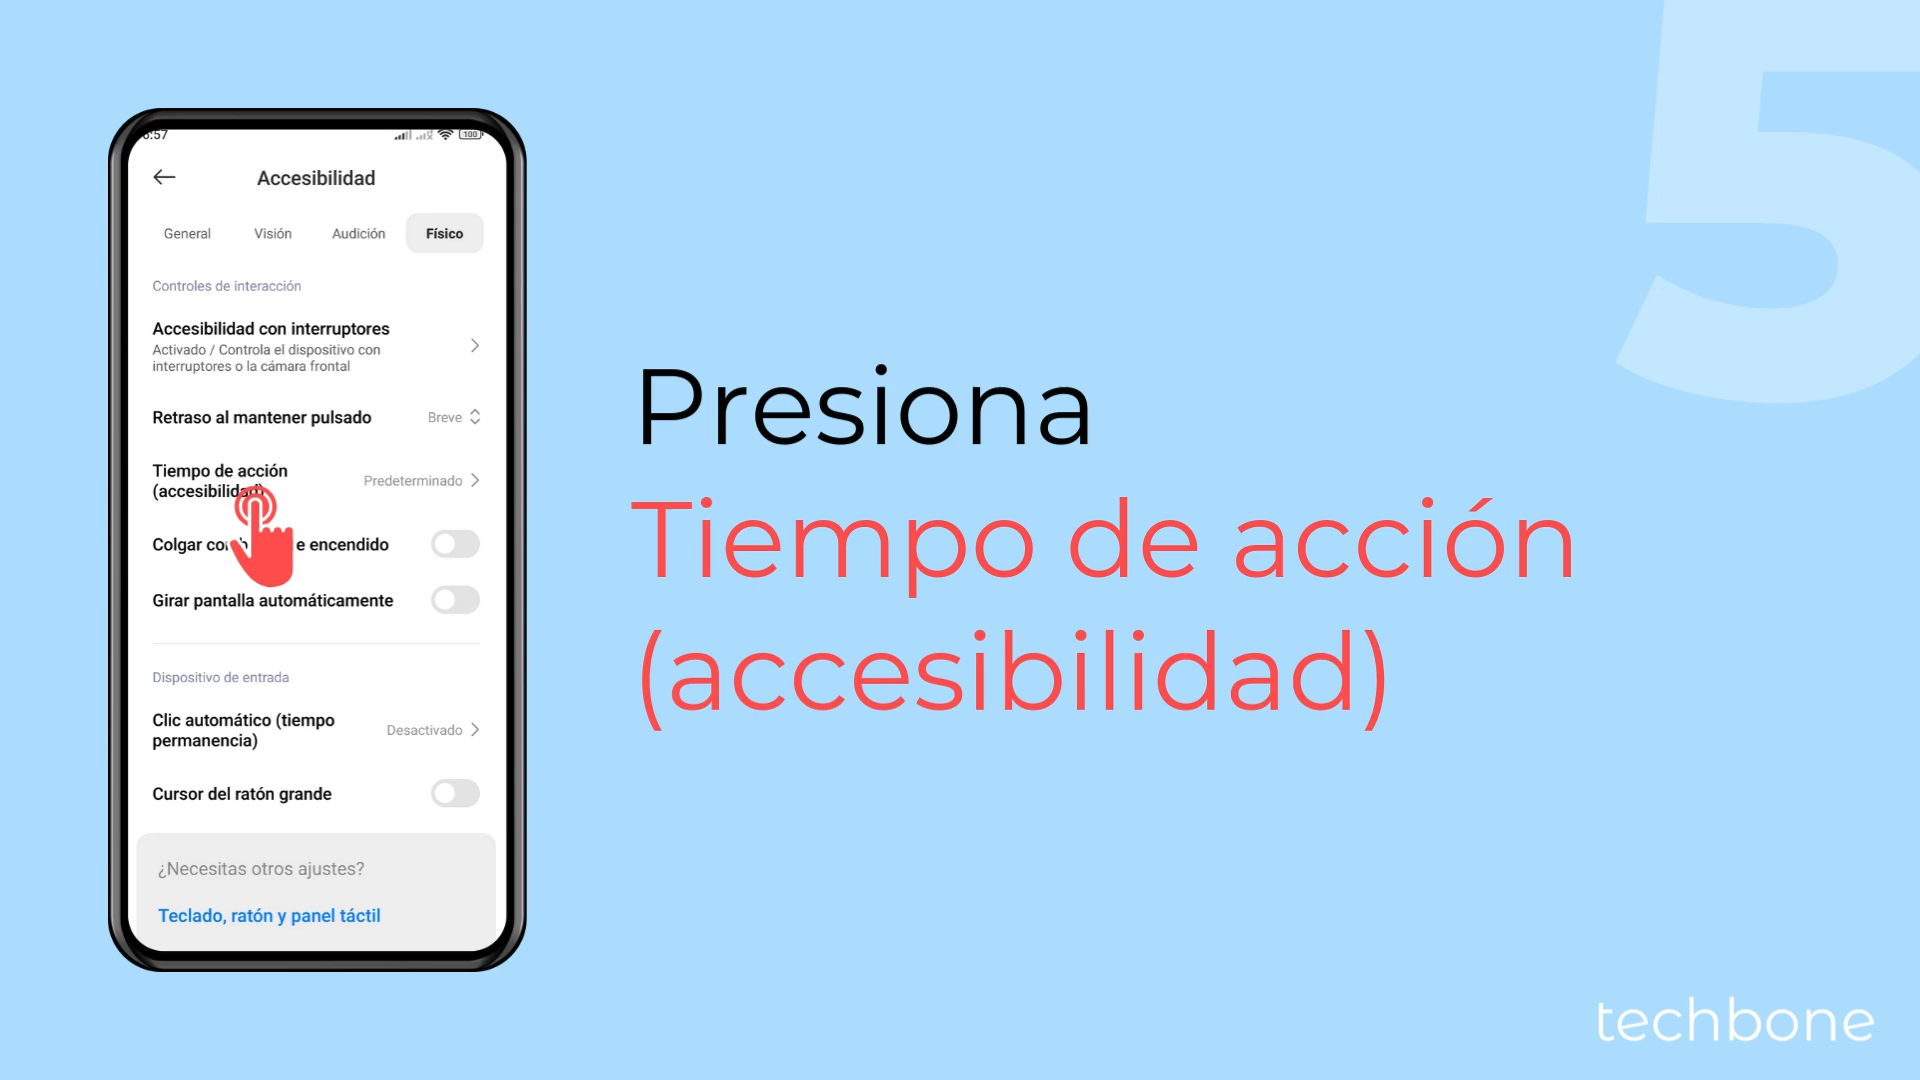 5
:57
100
Accesibilidad
General Visión Audición Físico
Controles de interacción
Accesibilidad con interruptores
Activado / Controla el dispositivo con
interruptores o la cámara frontal
Retraso al mantener pulsado Breve
Tiempo de acción
(accesibilidad) Predeterminado
Colgar e encendido
Girar pantalla automáticamente
Dispositivo de entrada
Clic automático (tiempo
permanencia) Desactivado
Cursor del ratón grande
¿Necesitas otros ajustes?
Teclado, ratón y panel táctil
Presiona
Tiempo de acción
(accesibilidad)
techbone